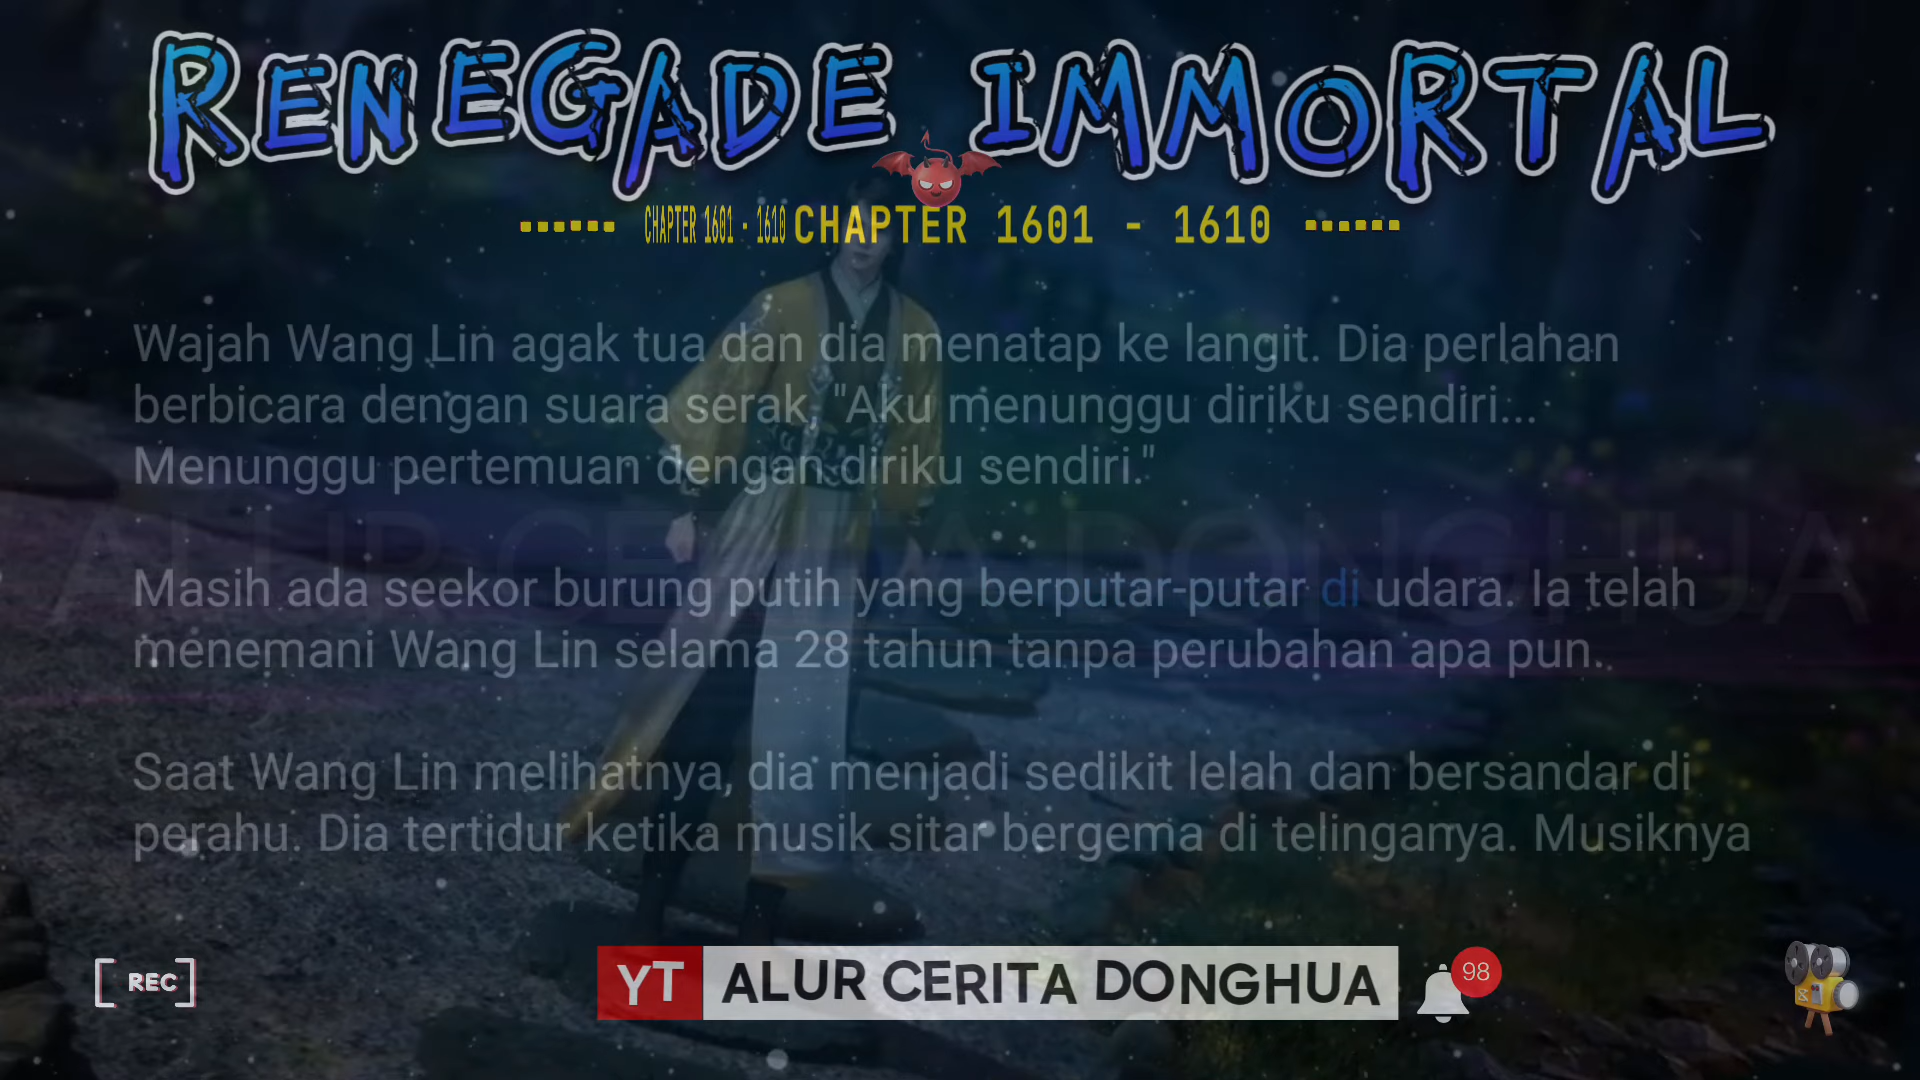 RENEGADE IMMORTAL
CHAPTER 1601 - 1610 CHAPTER 1601 - 1610
Wajah Wang Lin agak tua dan dia menatap ke langit. Dia perlahan
berbicara dengan suara serak, "Aku menunggu diriku sendiri...
Menunggu pertemuan dengan diriku sendiri."
ALUR CERITA DONGHUA
Masih ada seekor burung putih yang berputar-putar di udara. Ia telah
menemani Wang Lin selama 28 tahun tanpa perubahan apa pun.
Saat Wang Lin melihatnya, dia menjadi sedikit lelah dan bersandar di
perahu. Dia tertidur ketika musik sitar bergema di telinganya. Musiknya
REC
YT ALUR CERITA DONGHUA
98